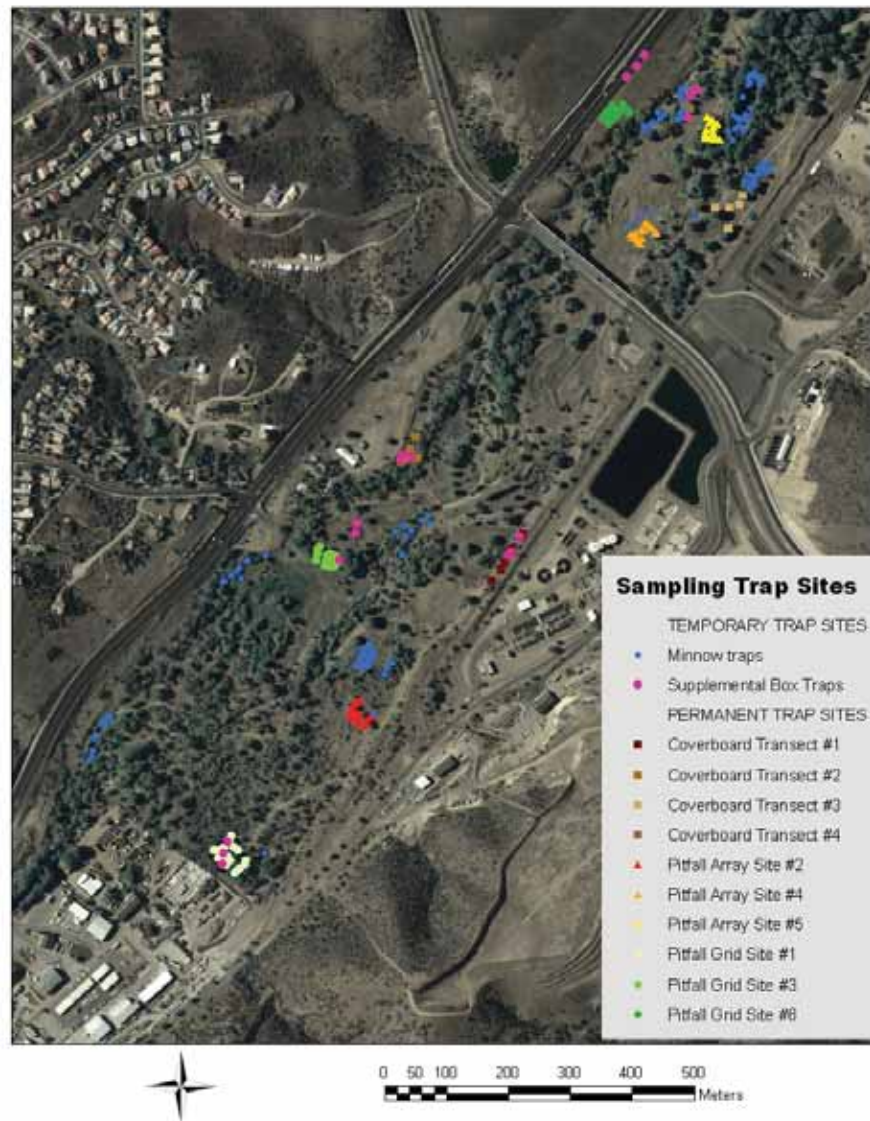 Sampling Trap Sites
TEMPORARY TRAP SITES
Minnow traps
Supplemental Box Traps
PERMANENT TRAP SITES
Coverboard Transect #1
Coverboard Transect #2
Coverboard Transect #3
Coverboard Transect #4
Pitfall Array Site #2
Pitfall Array Site #4
Pitfall Array Site #5
Pitfall Grid Site #1
Pitfall Grid Site #3
Pitfall Grid Site #6
0 50 100 200 300 400 500
Meters